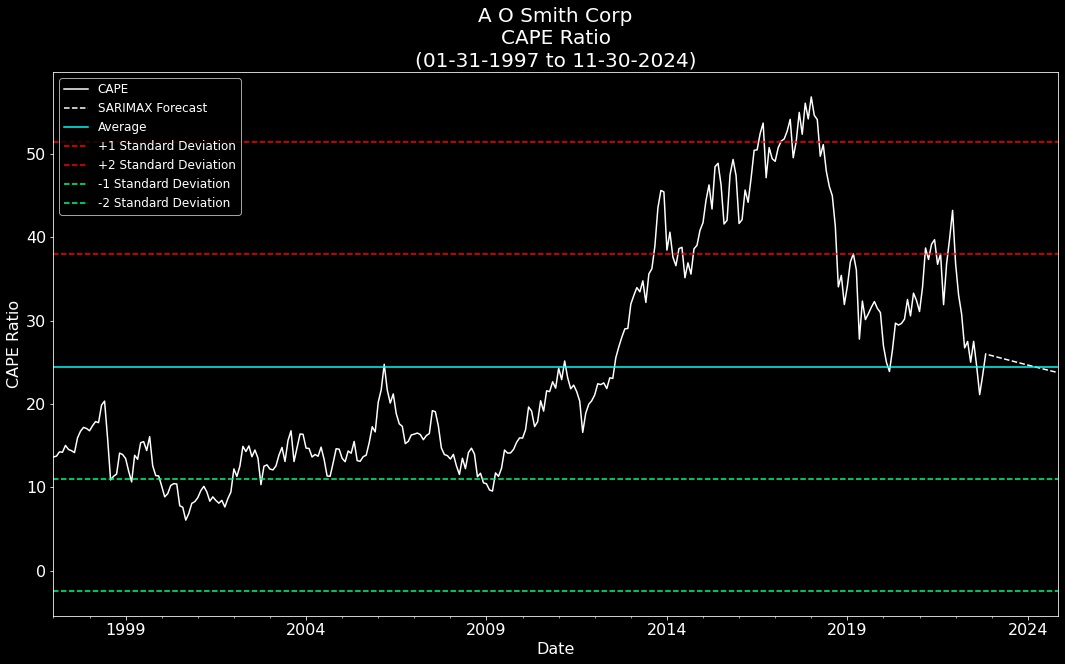 A O Smith Corp
CAPE Ratio
(01-31-1997 to 11-30-2024)
CAPE
SARIMAX Forecast
Average
+1 Standard Deviation
+2 Standard Deviation
-1 Standard Deviation
-2 Standard Deviation
CAPE Ratio
50
40
30
20
10
0
1999
2004
2009
2014
2019
2024
Date